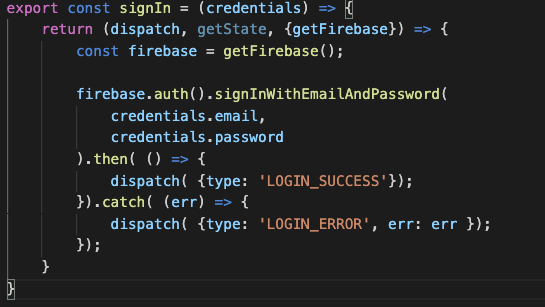 export const signIn = (credentials) => {
    return (dispatch, getState, {getFirebase}) => {
        const firebase = getFirebase();

        firebase.auth().signInWithEmailAndPassword(
            credentials.email,
            credentials.password
        ).then( () => {
            dispatch( {type: 'LOGIN_SUCCESS'});
        }).catch( (err) => {
            dispatch( {type: 'LOGIN_ERROR', err: err });
        });
    }
}